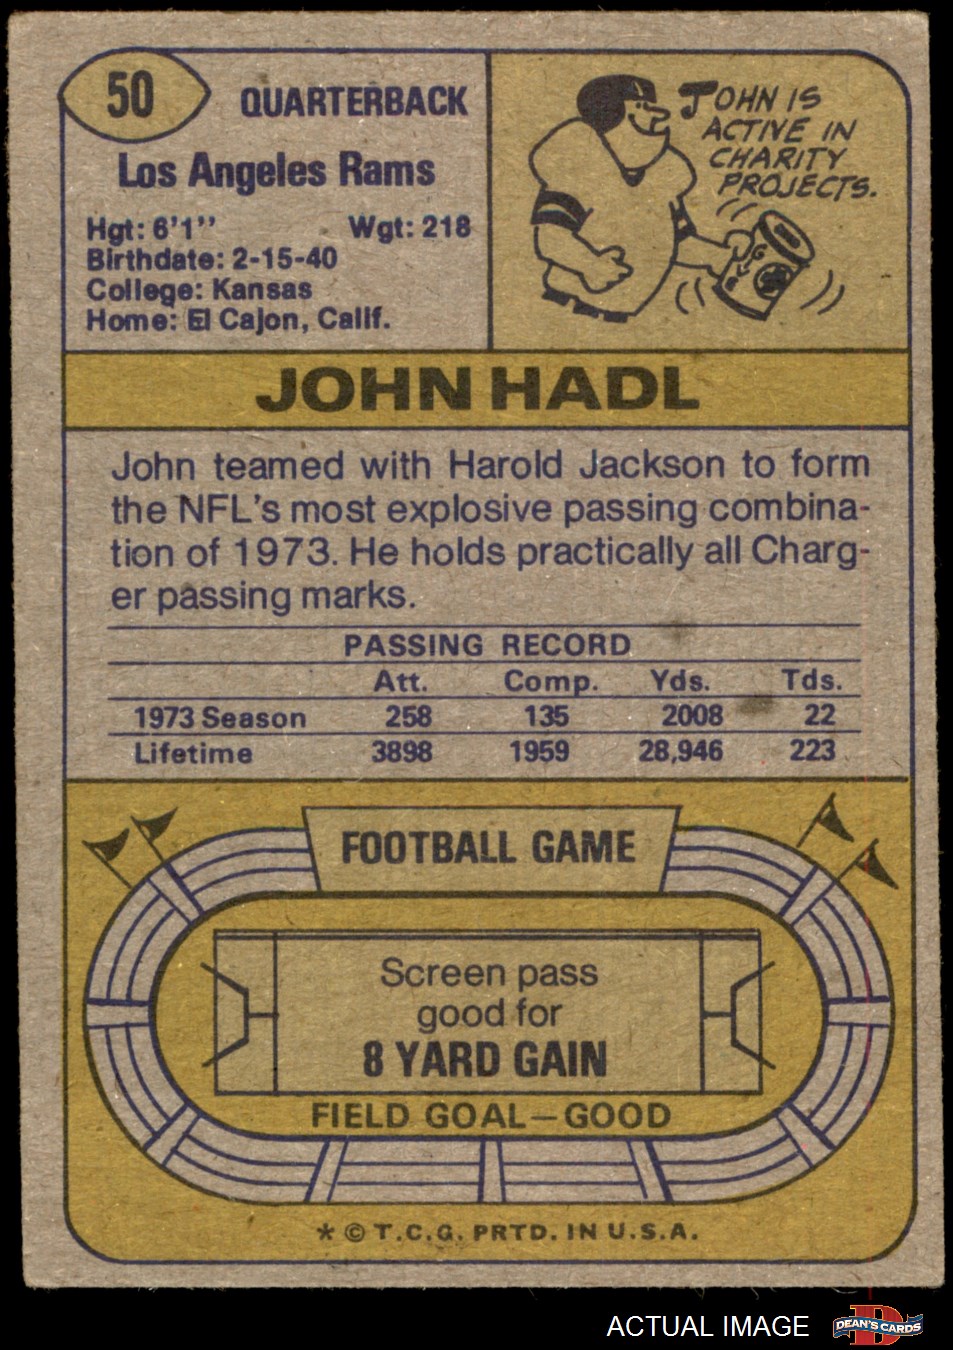 50
QUARTERBACK
Los Angeles Rams
Hgt: 6'1'' Wgt: 218
Birthdate: 2-15-40
College: Kansas
Home: El Cajon, Calif.
JOHN IS
ACTIVE IN
CHARITY
PROJECTS.
JOHN HADL
John teamed with Harold Jackson to form
the NFL's most explosive passing combina-
tion of 1973. He holds practically all Charg-
er passing marks.
PASSING RECORD
Att. Comp. Yds. Tds.
1973 Season 258 135 2008 22
Lifetime 3898 1959 28,946 223
FOOTBALL GAME
Screen pass
good for
8 YARD GAIN
FIELD GOAL—GOOD
* © T.C.G. PRTD. IN U.S.A.
ACTUAL IMAGE
D
DEAN'S CARDS